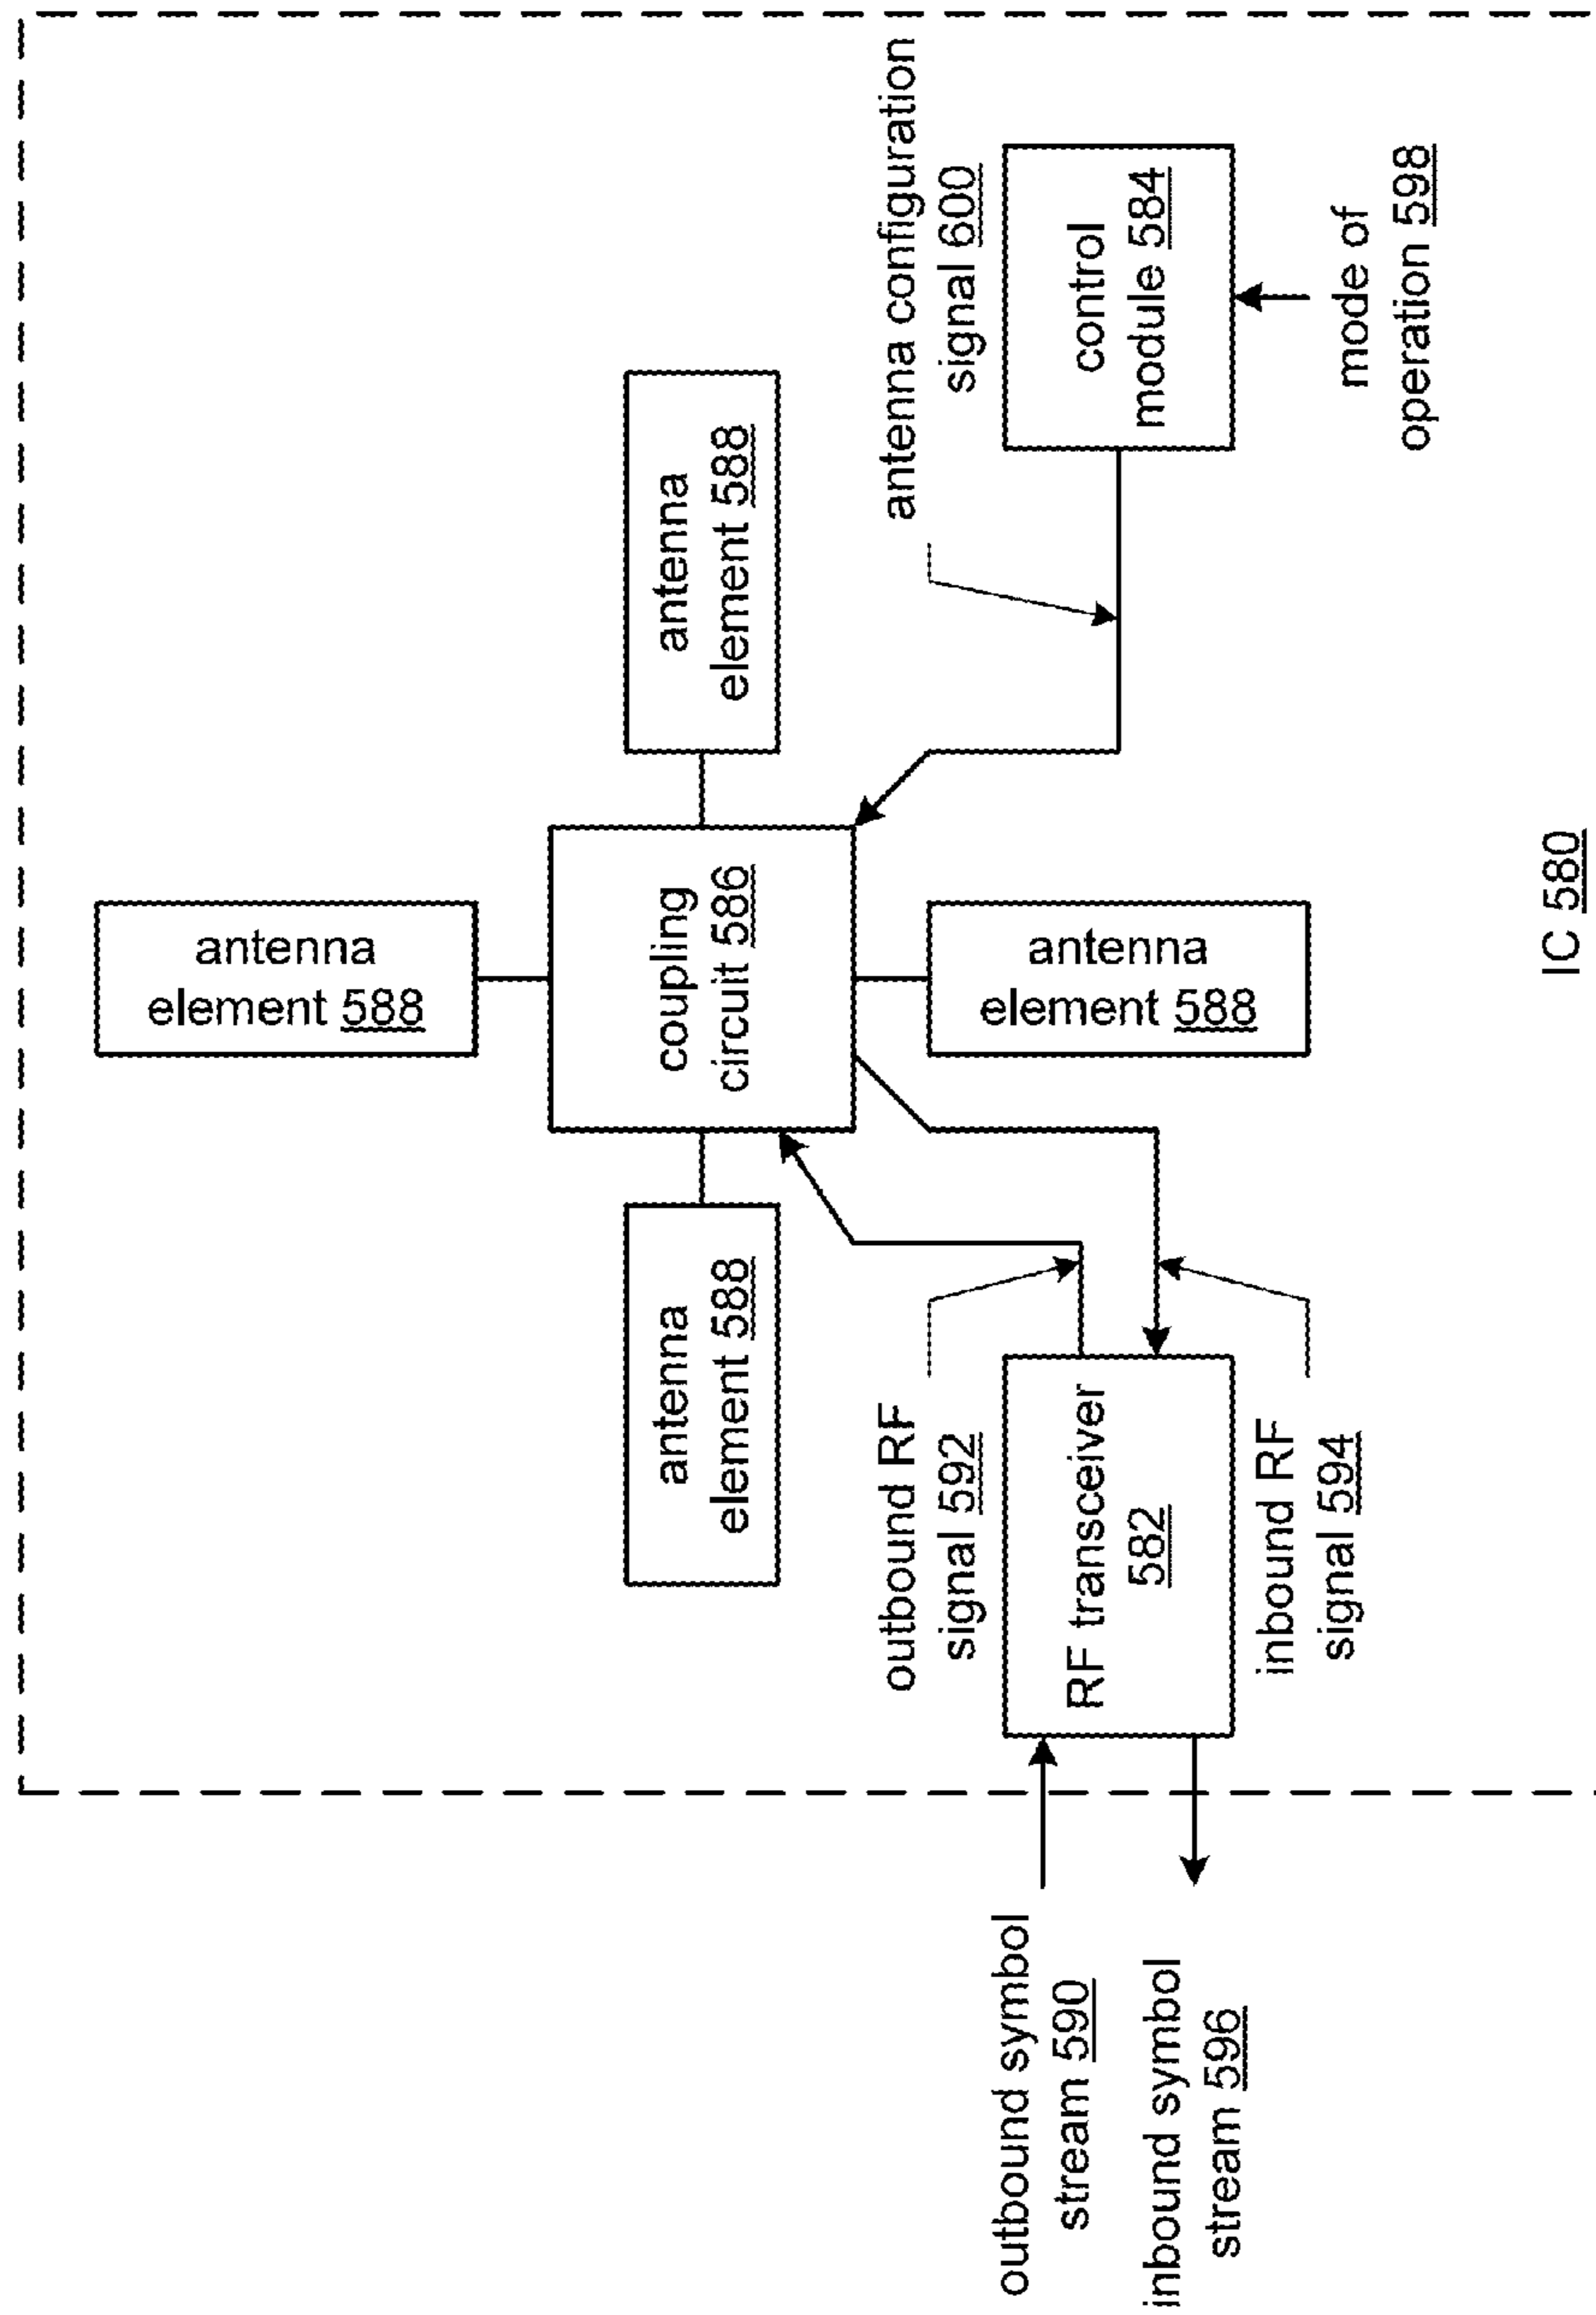 antenna
element 588
antenna
element 588
coupling
circuit 586
antenna
element 588
antenna
element 588
outbound RF
signal 592
antenna configuration
signal 600
outbound symbol
stream 590
inbound symbol
stream 596
RF transceiver
582
control
module 584
inbound RF
signal 594
mode of
operation 598
IC 580